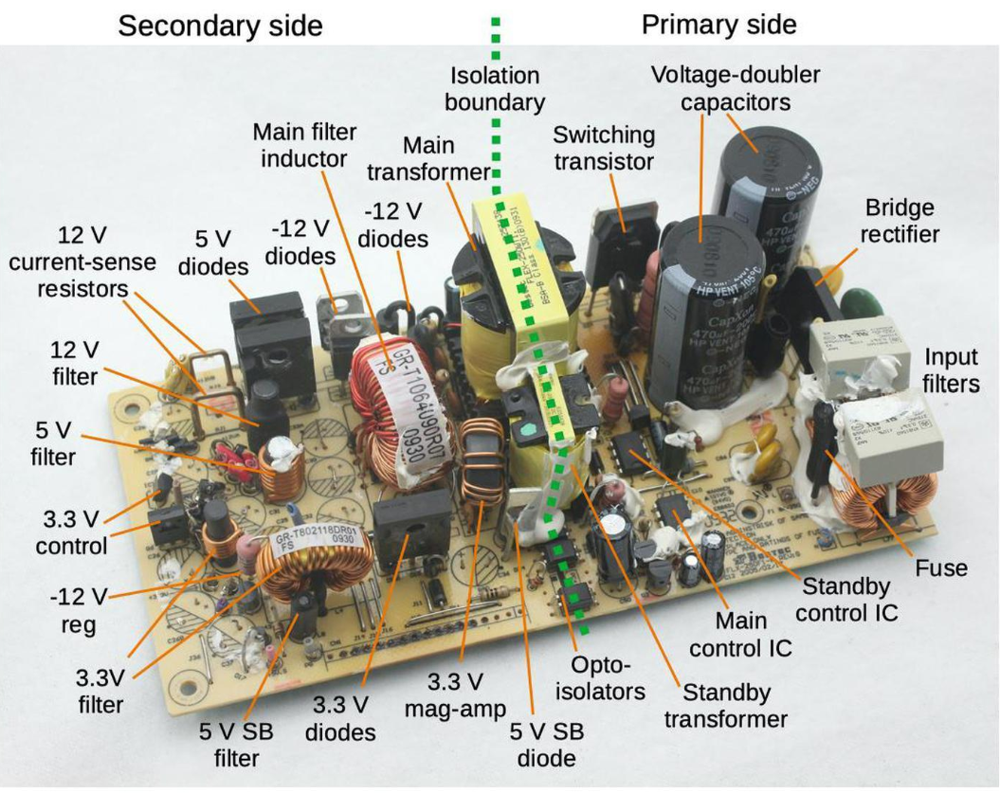 Secondary side
Primary side
Isolation
boundary
Voltage-doubler
capacitors
Main filter
inductor
Main
transformer
Switching
transistor
Bridge
rectifier
12 V
current-sense
resistors
5 V
diodes
-12 V
diodes
-12 V
diodes
12 V
filter
5 V
filter
3.3 V
control
-12 V
reg
3.3V
filter
5 V SB
filter
3.3 V
diodes
3.3 V
mag-amp
5 V SB
diode
Opto-
isolators
Standby
transformer
Main
control IC
Standby
control IC
Fuse
Input
filters
GR-T1064090R07
FS 0930
GR-T802118DR01
FS 0930
CapXon
HP VENT 105°C
-NEG